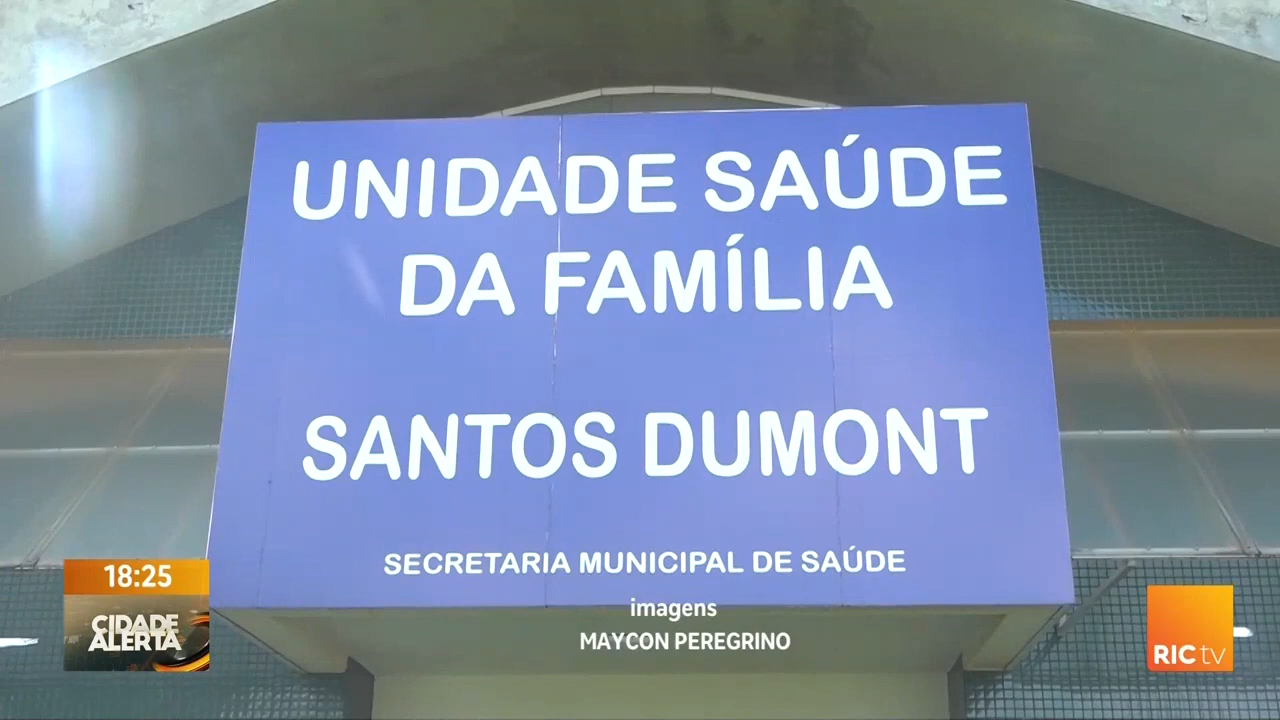 UNIDADE SAÚDE
DA FAMÍLIA
SANTOS DUMONT
SECRETARIA MUNICIPAL DE SAÚDE
imagens
MAYCON PEREGRINO
18:25
CIDADE
ALERTA
RIC tv